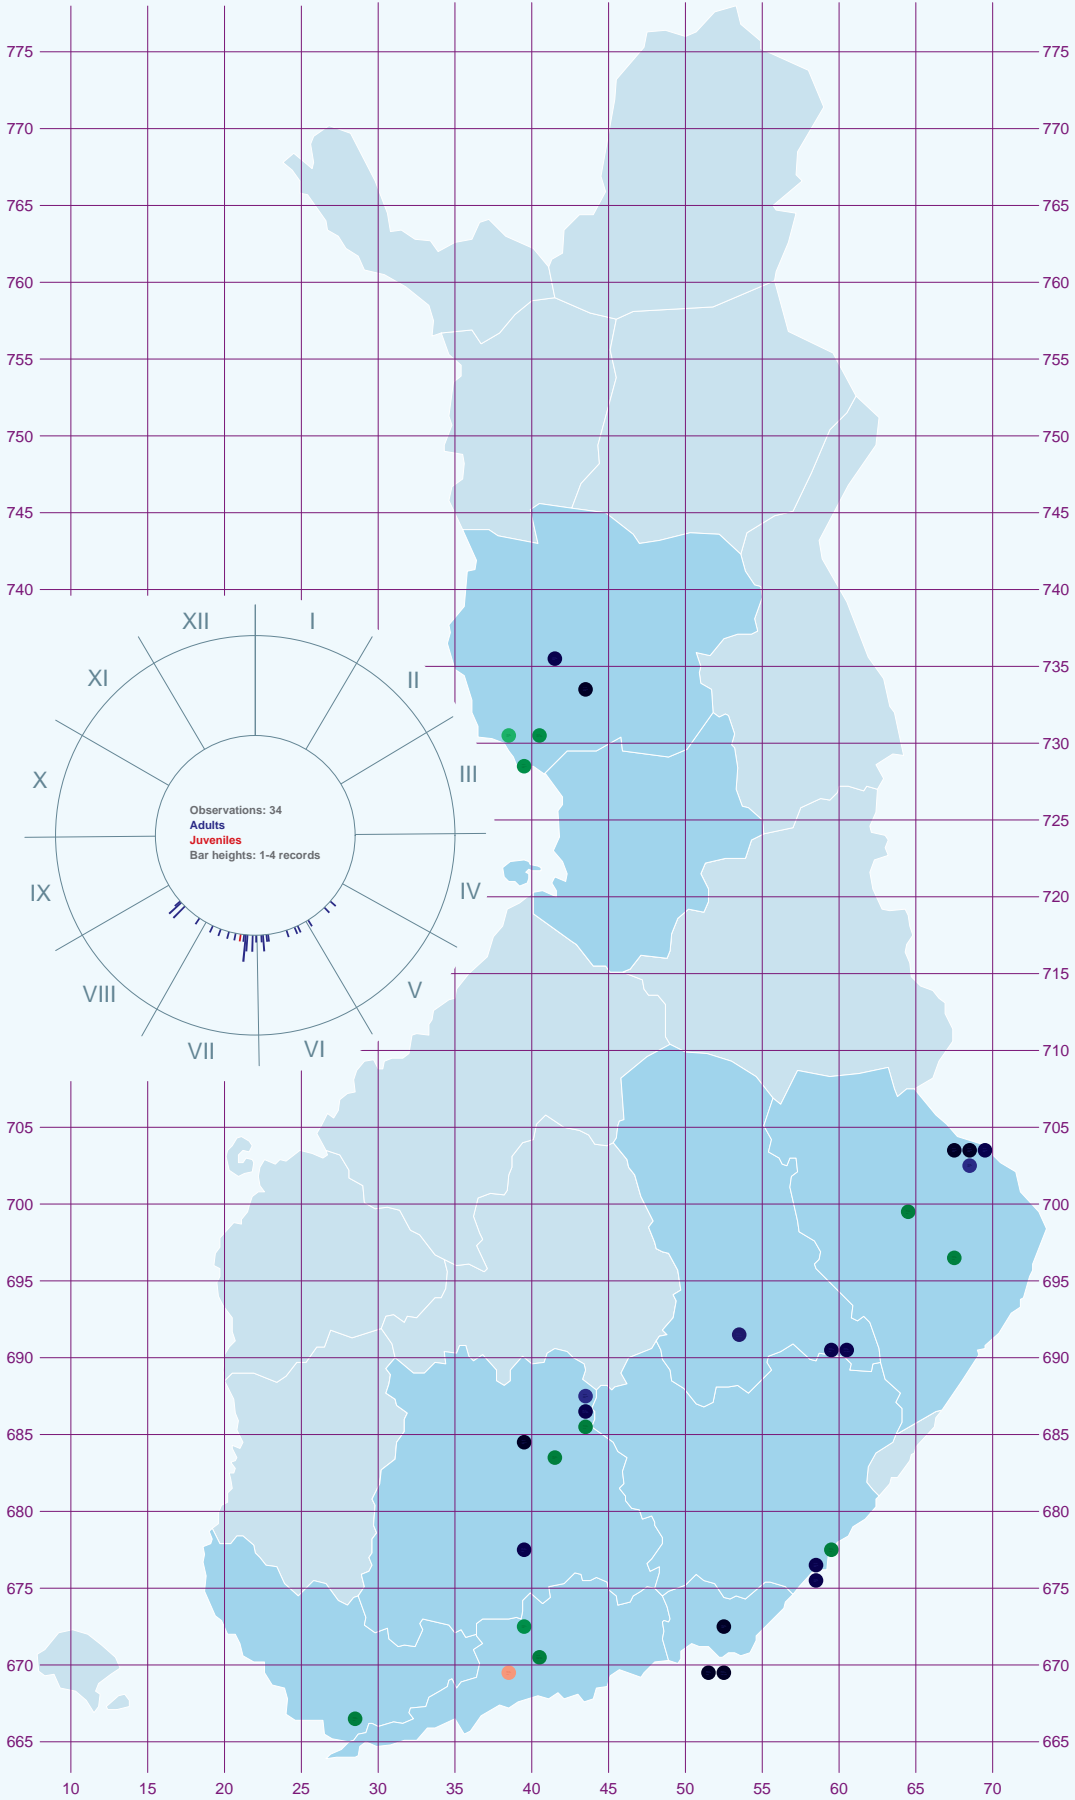 775 775
770 770
765 765
760 760
755 755
750 750
745 745
740 740
XII I
735
XI II
730
X III
Observations: 34
Adults
Juveniles
Bar heights: 1-4 records
725
IX IV
720
VIII V
715
VII VI
710
705 705
700 700
695 695
690 690
685 685
680 680
675 675
670 670
665 665
10 15 20 25 30 35 40 45 50 55 60 65 70